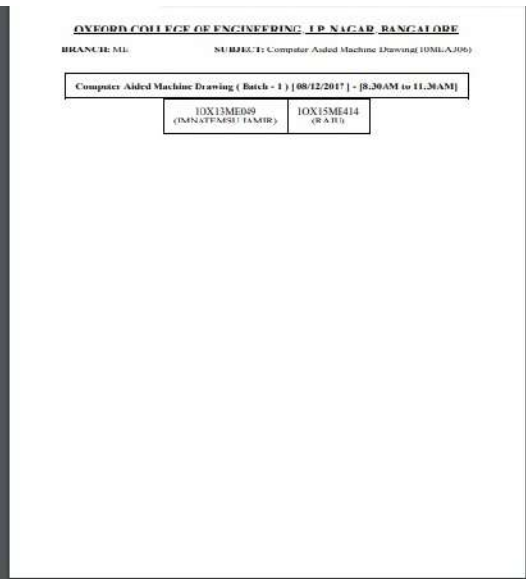 OXFORD COLLEGE OF ENGINEERING, J.P NAGAR, BANGALORE
BRANCH: ME SUBJECT: Computer Aided Machine Drawing(10MEAJ06)
Computer Aided Machine Drawing ( Batch - 1 ) [ 08/12/2017 ] - [8.30AM to 11.30AM]
1OX13ME049 1OX15ME414
(IMNATEMSU JAMIR) (RAJU)